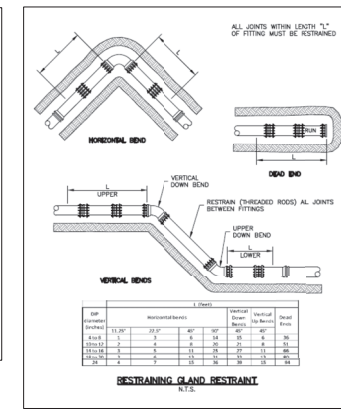 ALL JOINTS WITHIN LENGTH "L"
OF FITTING MUST BE RESTRAINED
L
L
HORIZONTAL BEND
RUN
L
DEAD END
VERTICAL
DOWN BEND
L
UPPER
RESTRAIN (THREADED RODS) AL JOINTS
BETWEEN FITTINGS
UPPER
DOWN BEND
L
LOWER
VERTICAL BENDS
L (Feet)
DIP diameter (inches) Horizontal bends Vertical Down Bends Vertical Up Bends Dead Ends
11.25° 22.5° 45° 90° 45° 45°
4 to 8 1 3 6 14 15 6 36
10 to 12 2 4 8 20 21 8 51
14 to 16 3 5 11 25 27 11 66
24 4 7 15 36 38 15 94
RESTRAINING GLAND RESTRAINT
N.T.S.